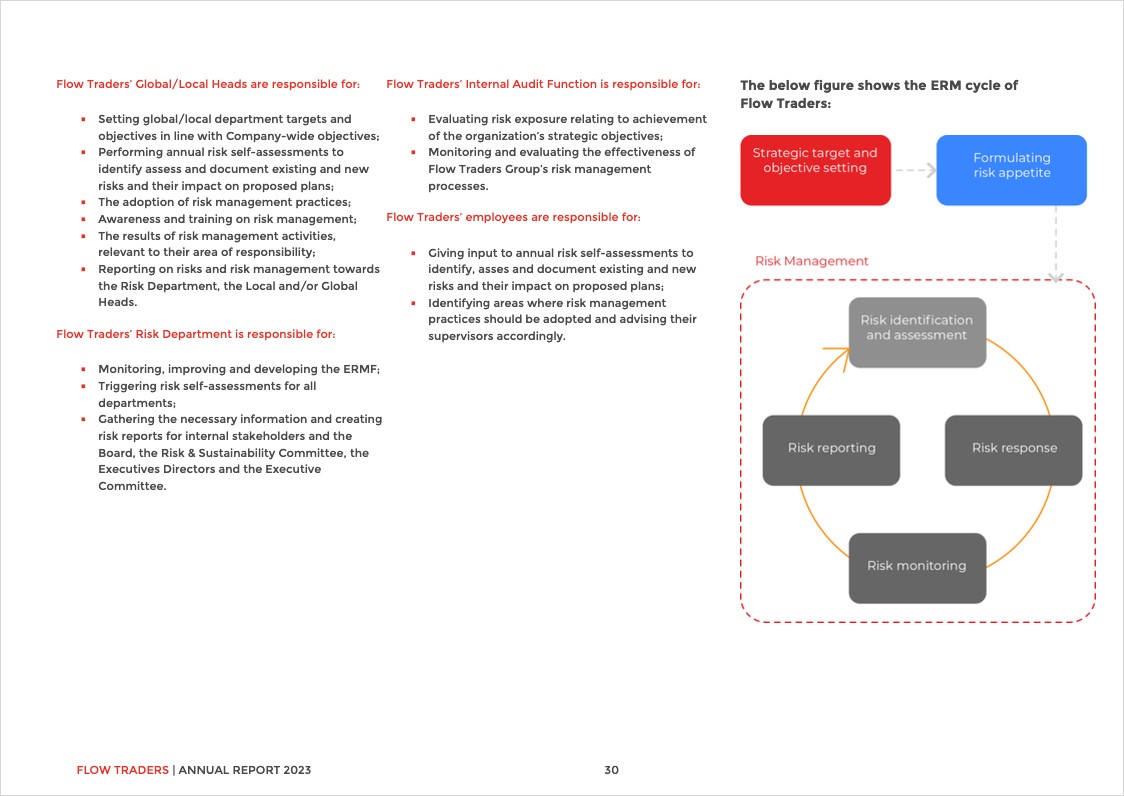 Flow Traders’ Global/Local Heads are responsible for:
▪ Setting global/local department targets and
objectives in line with Company-wide objectives;
▪ Performing annual risk self-assessments to
identify assess and document existing and new
risks and their impact on proposed plans;
▪ The adoption of risk management practices;
▪ Awareness and training on risk management;
▪ The results of risk management activities,
relevant to their area of responsibility;
▪ Reporting on risks and risk management towards
the Risk Department, the Local and/or Global
Heads.
Flow Traders’ Risk Department is responsible for:
▪ Monitoring, improving and developing the ERMF;
▪ Triggering risk self-assessments for all
departments;
▪ Gathering the necessary information and creating
risk reports for internal stakeholders and the
Board, the Risk & Sustainability Committee, the
Executives Directors and the Executive
Committee.
Flow Traders’ Internal Audit Function is responsible for:
▪ Evaluating risk exposure relating to achievement
of the organization’s strategic objectives;
▪ Monitoring and evaluating the effectiveness of
Flow Traders Group’s risk management
processes.
Flow Traders’ employees are responsible for:
▪ Giving input to annual risk self-assessments to
identify, asses and document existing and new
risks and their impact on proposed plans;
▪ Identifying areas where risk management
practices should be adopted and advising their
supervisors accordingly.
The below figure shows the ERM cycle of
Flow Traders:
Strategic target and
objective setting
Formulating
risk appetite
Risk Management
Risk identification
and assessment
Risk reporting
Risk response
Risk monitoring
FLOW TRADERS | ANNUAL REPORT 2023
30